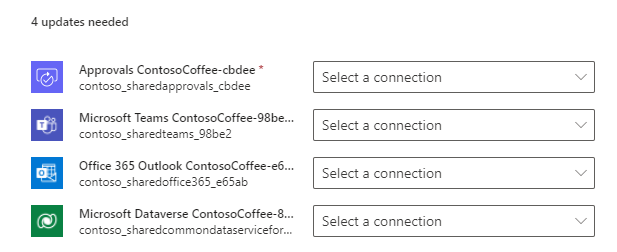 4 updates needed
Approvals ContosoCoffee-cbdee *
contoso_sharedapprovals_cbdee
Select a connection
Microsoft Teams ContosoCoffee-98be...
contoso_sharedteams_98be2
Select a connection
Office 365 Outlook ContosoCoffee-e6...
contoso_sharedoffice365_e65ab
Select a connection
Microsoft Dataverse ContosoCoffee-8...
contoso_sharedcommondataservicefor...
Select a connection